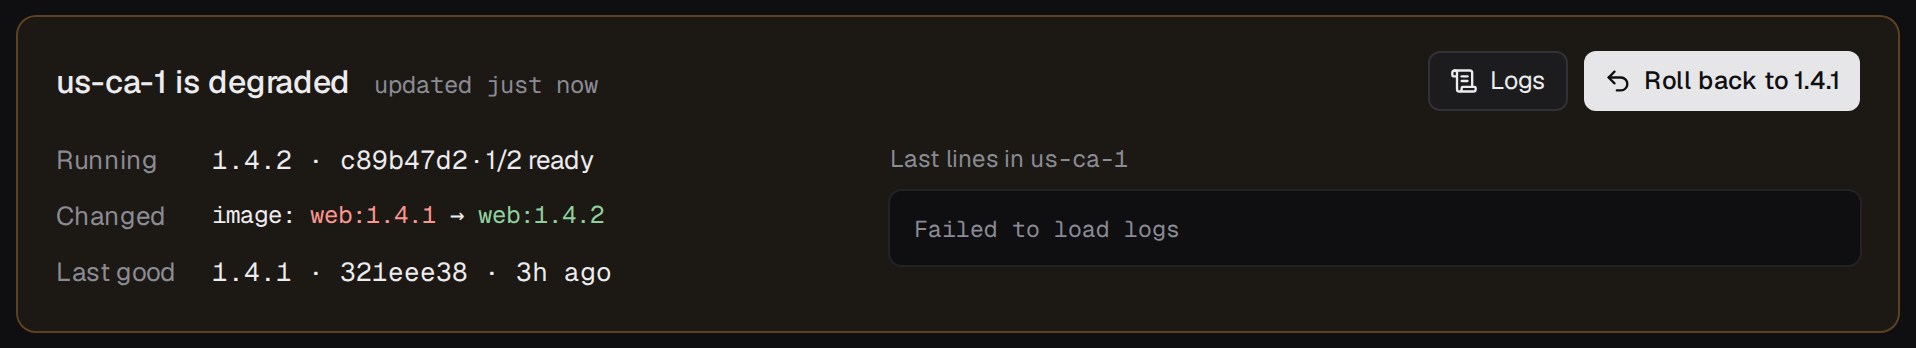 us-ca-1 is degraded updated just now
Logs
Roll back to 1.4.1
Running 1.4.2 · c89b47d2 · 1/2 ready
Changed image: web:1.4.1 → web:1.4.2
Last good 1.4.1 · 321eee38 · 3h ago
Last lines in us-ca-1
Failed to load logs